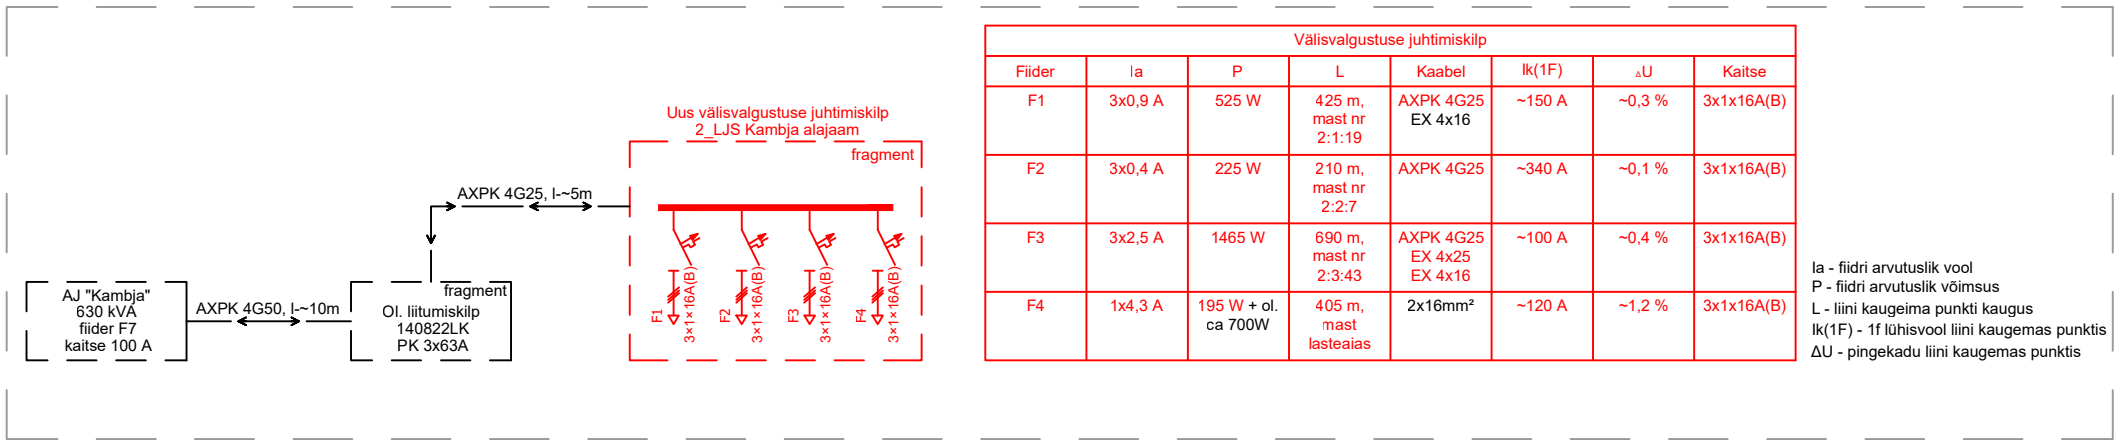 AJ "Kambja"
630 kVA
fiider F7
kaitse 100 A
AXPK 4G50, l-~10m
fragment
Ol. liitumiskilp
140822LK
PK 3x63A
AXPK 4G25, l-~5m
Uus välisvalgustuse juhtimiskilp
2_LJS Kambja alajaam
fragment
F1
3×1×16A(B)
F2
3×1×16A(B)
F3
3×1×16A(B)
F4
3×1×16A(B)
Välisvalgustuse juhtimiskilp
Fiider Ia P L Kaabel Ik(1F) ΔU Kaitse
F1 3x0,9 A 525 W 425 m, AXPK 4G25 ~150 A ~0,3 % 3x1x16A(B)
mast nr EX 4x16
2:1:19
F2 3x0,4 A 225 W 210 m, AXPK 4G25 ~340 A ~0,1 % 3x1x16A(B)
mast nr
2:2:7
F3 3x2,5 A 1465 W 690 m, AXPK 4G25 ~100 A ~0,4 % 3x1x16A(B)
mast nr EX 4x25
2:3:43 EX 4x16
F4 1x4,3 A 195 W + ol. 405 m, 2x16mm² ~120 A ~1,2 % 3x1x16A(B)
ca 700W mast
lasteaias
Ia - fiidri arvutuslik vool
P - fiidri arvutuslik võimsus
L - liini kaugeima punkti kaugus
Ik(1F) - 1f lühisvool liini kaugemas punktis
ΔU - pingekadu liini kaugemas punktis